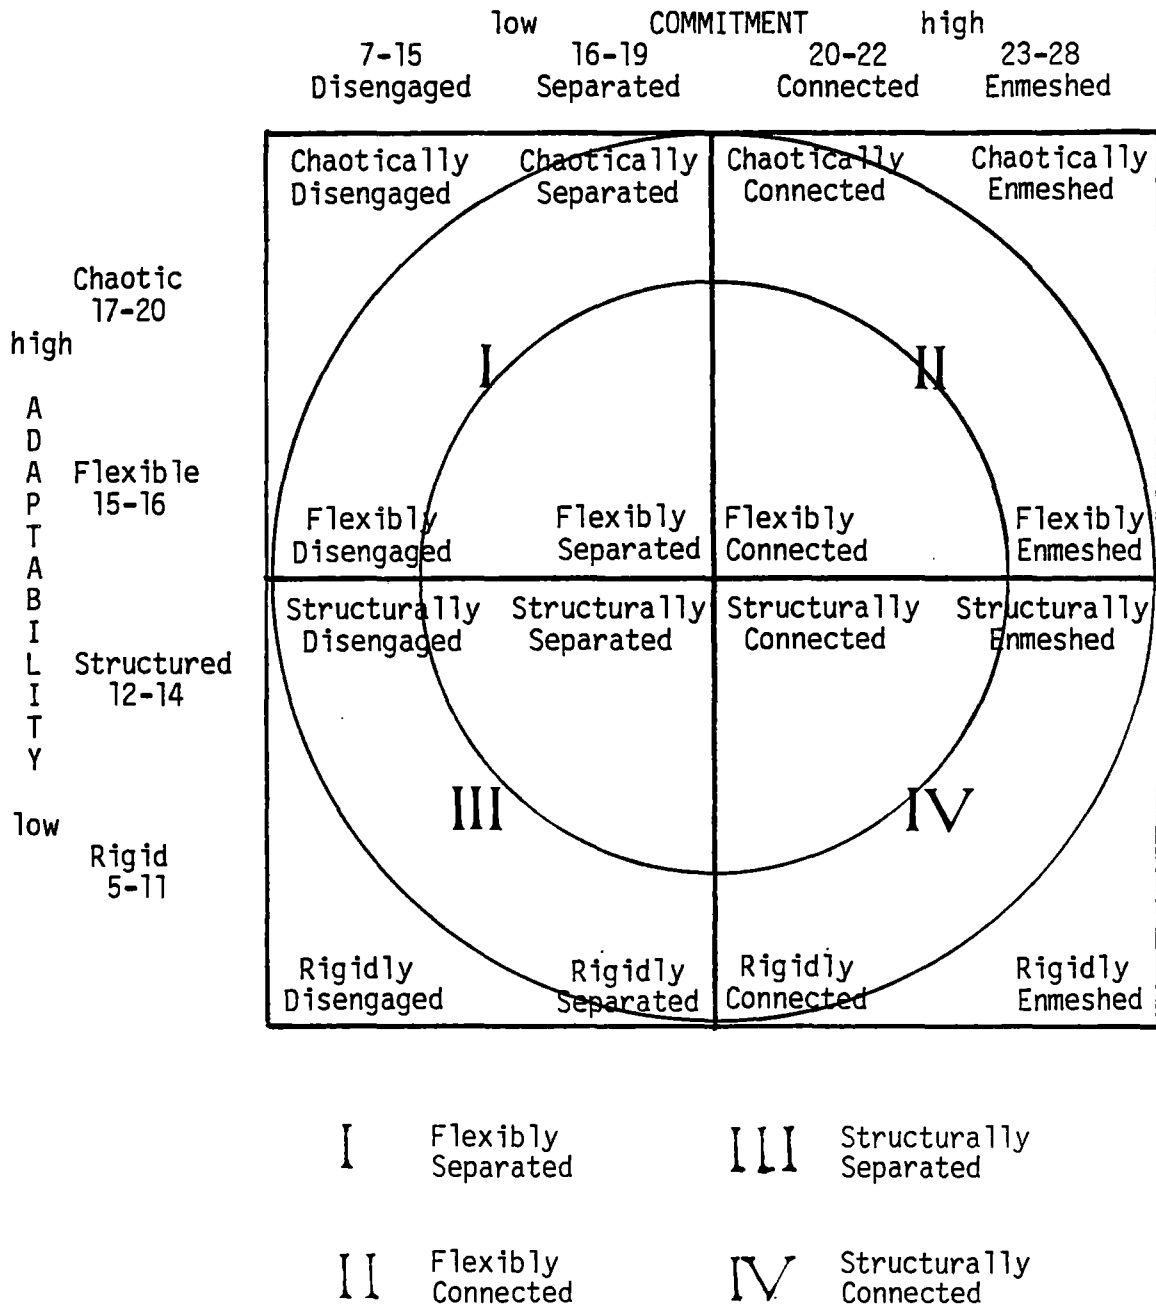 low COMMITMENT high
7-15 16-19 20-22 23-28
Disengaged Separated Connected Enmeshed
Chaotically Chaotically Chaotically Chaotically
Disengaged Separated Connected Enmeshed
Chaotic
17-20
high
ADAPTABILITY
Flexible
15-16
I II
Flexibly Flexibly Flexibly Flexibly
Disengaged Separated Connected Enmeshed
Structurally Structurally Structurally Structurally
Disengaged Separated Connected Enmeshed
Structured
12-14
III IV
low
Rigid
5-11
Rigidly Rigidly Rigidly Rigidly
Disengaged Separated Connected Enmeshed
I Flexibly Separated
III Structurally Separated
II Flexibly Connected
IV Structurally Connected